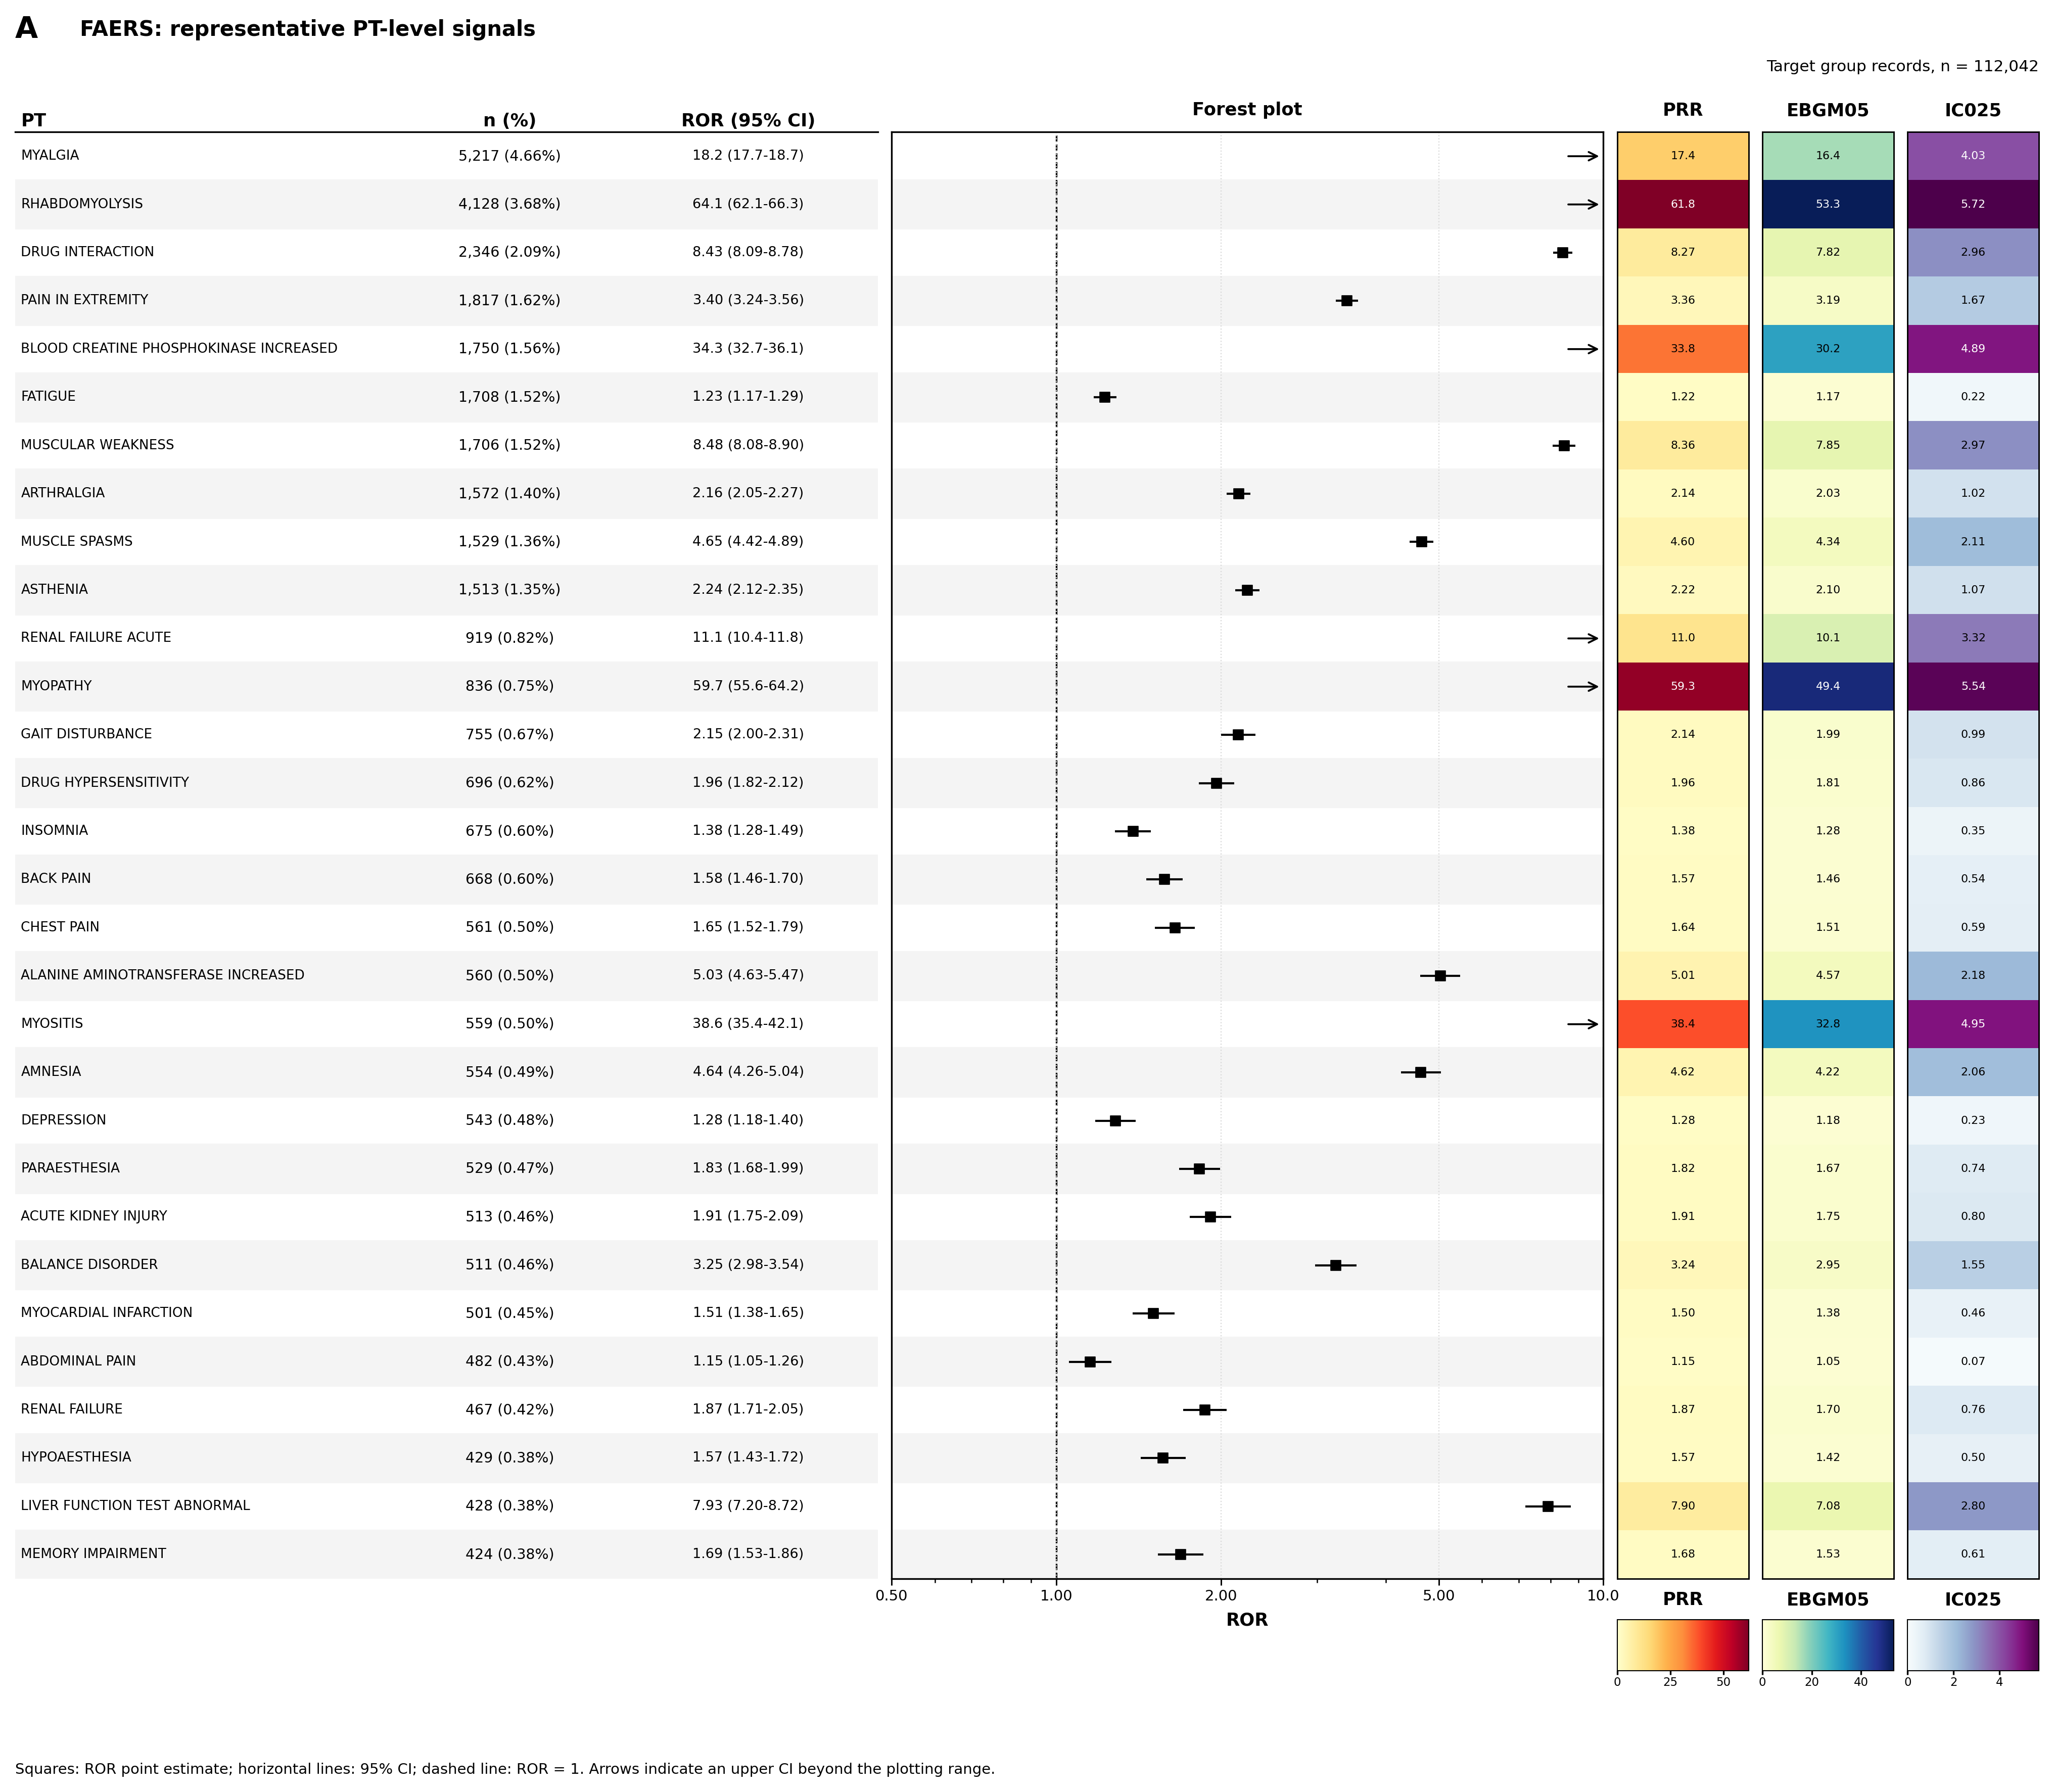 A FAERS: representative PT-level signals
Target group records, n = 112,042
PT n (%) ROR (95% CI) Forest plot PRR EBGM05 IC025
MYALGIA 5,217 (4.66%) 18.2 (17.7-18.7) 17.4 16.4 4.03
RHABDOMYOLYSIS 4,128 (3.68%) 64.1 (62.1-66.3) 61.8 53.3 5.72
DRUG INTERACTION 2,346 (2.09%) 8.43 (8.09-8.78) 8.27 7.82 2.96
PAIN IN EXTREMITY 1,817 (1.62%) 3.40 (3.24-3.56) 3.36 3.19 1.67
BLOOD CREATINE PHOSPHOKINASE INCREASED 1,750 (1.56%) 34.3 (32.7-36.1) 33.8 30.2 4.89
FATIGUE 1,708 (1.52%) 1.23 (1.17-1.29) 1.22 1.17 0.22
MUSCULAR WEAKNESS 1,706 (1.52%) 8.48 (8.08-8.90) 8.36 7.85 2.97
ARTHRALGIA 1,572 (1.40%) 2.16 (2.05-2.27) 2.14 2.03 1.02
MUSCLE SPASMS 1,529 (1.36%) 4.65 (4.42-4.89) 4.60 4.34 2.11
ASTHENIA 1,513 (1.35%) 2.24 (2.12-2.35) 2.22 2.10 1.07
RENAL FAILURE ACUTE 919 (0.82%) 11.1 (10.4-11.8) 11.0 10.1 3.32
MYOPATHY 836 (0.75%) 59.7 (55.6-64.2) 59.3 49.4 5.54
GAIT DISTURBANCE 755 (0.67%) 2.15 (2.00-2.31) 2.14 1.99 0.99
DRUG HYPERSENSITIVITY 696 (0.62%) 1.96 (1.82-2.12) 1.96 1.81 0.86
INSOMNIA 675 (0.60%) 1.38 (1.28-1.49) 1.38 1.28 0.35
BACK PAIN 668 (0.60%) 1.58 (1.46-1.70) 1.57 1.46 0.54
CHEST PAIN 561 (0.50%) 1.65 (1.52-1.79) 1.64 1.51 0.59
ALANINE AMINOTRANSFERASE INCREASED 560 (0.50%) 5.03 (4.63-5.47) 5.01 4.57 2.18
MYOSITIS 559 (0.50%) 38.6 (35.4-42.1) 38.4 32.8 4.95
AMNESIA 554 (0.49%) 4.64 (4.26-5.04) 4.62 4.22 2.06
DEPRESSION 543 (0.48%) 1.28 (1.18-1.40) 1.28 1.18 0.23
PARAESTHESIA 529 (0.47%) 1.83 (1.68-1.99) 1.82 1.67 0.74
ACUTE KIDNEY INJURY 513 (0.46%) 1.91 (1.75-2.09) 1.91 1.75 0.80
BALANCE DISORDER 511 (0.46%) 3.25 (2.98-3.54) 3.24 2.95 1.55
MYOCARDIAL INFARCTION 501 (0.45%) 1.51 (1.38-1.65) 1.50 1.38 0.46
ABDOMINAL PAIN 482 (0.43%) 1.15 (1.05-1.26) 1.15 1.05 0.07
RENAL FAILURE 467 (0.42%) 1.87 (1.71-2.05) 1.87 1.70 0.76
HYPOAESTHESIA 429 (0.38%) 1.57 (1.43-1.72) 1.57 1.42 0.50
LIVER FUNCTION TEST ABNORMAL 428 (0.38%) 7.93 (7.20-8.72) 7.90 7.08 2.80
MEMORY IMPAIRMENT 424 (0.38%) 1.69 (1.53-1.86) 1.68 1.53 0.61
0.50 1.00 2.00 5.00 10.0
ROR
PRR EBGM05 IC025
0 25 50 0 20 40 0 2 4
Squares: ROR point estimate; horizontal lines: 95% CI; dashed line: ROR = 1. Arrows indicate an upper CI beyond the plotting range.